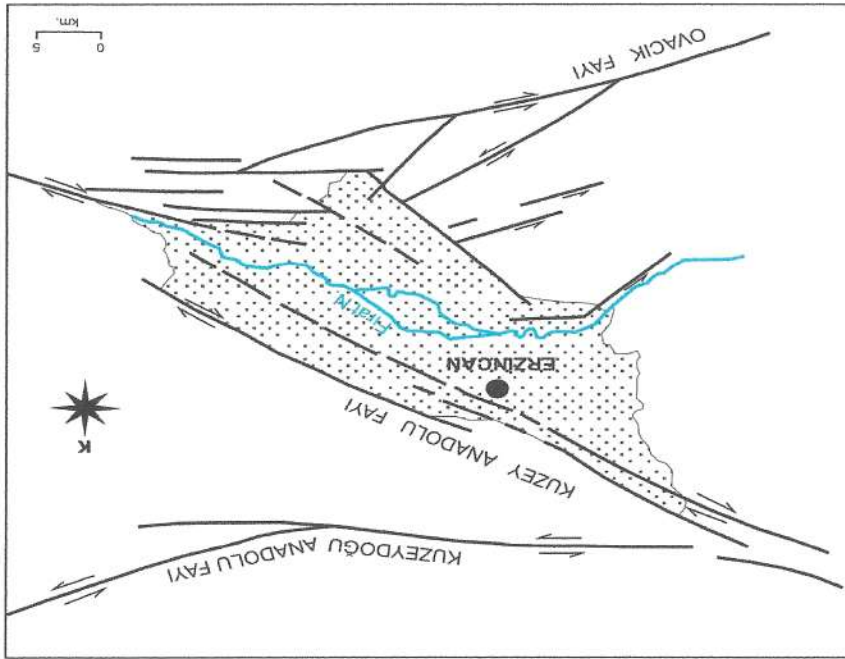 KUZEYDOĞU ANADOLU FAYI
KUZEY ANADOLU FAYI
K
ERZİNCAN
Fırat N.
OVACIK FAYI
0 5
km.